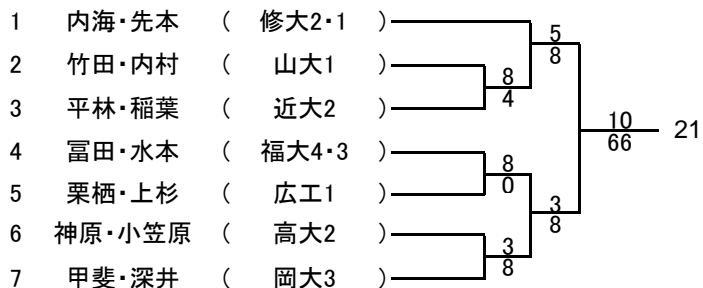 1 内海・先本 ( 修大2・1 )
2 竹田・内村 ( 山大1 )
3 平林・稲葉 ( 近大2 )
4 冨田・水本 ( 福大4・3 )
5 栗栖・上杉 ( 広工1 )
6 神原・小笠原 ( 高大2 )
7 甲斐・深井 ( 岡大3 )
5
8
8
4
10
66
21
8
0
3
8
3
8